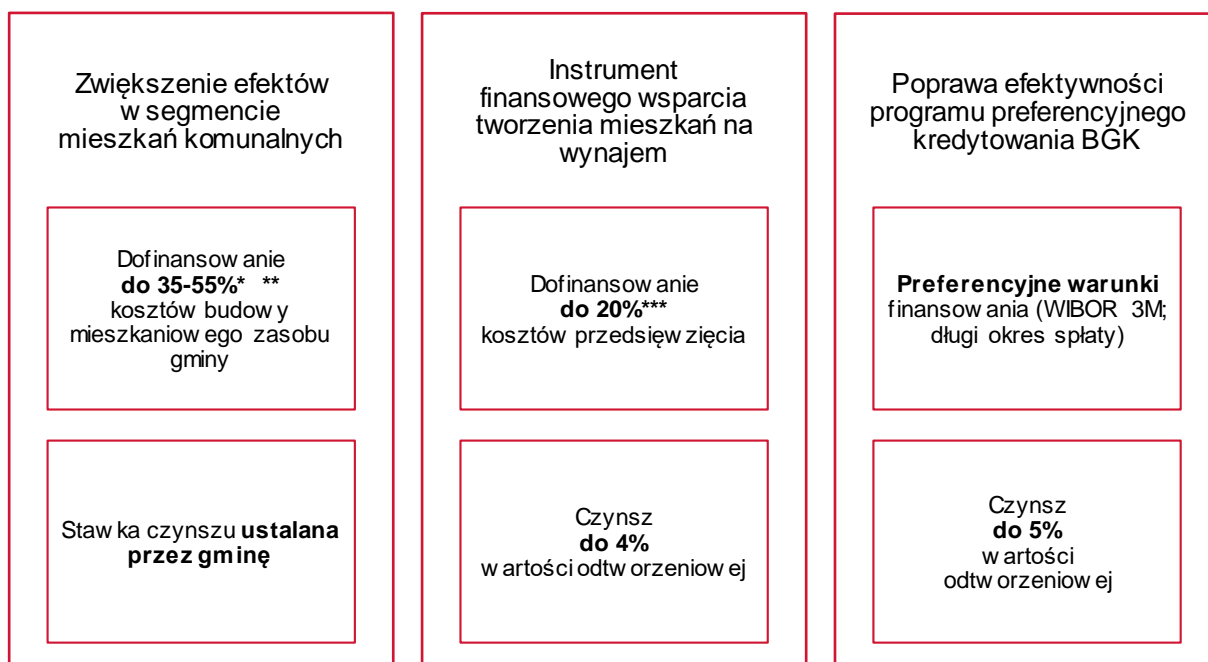 Zwiększenie efektów
w segmencie
mieszkań komunalnych
Dofinansowanie
do 35-55%* **
kosztów budowy
mieszkaniowego zasobu
gminy
Stawka czynszu ustalana
przez gminę
Instrument
finansowego wsparcia
tworzenia mieszkań na
wynajem
Dofinansowanie
do 20%***
kosztów przedsięwzięcia
Czynsz
do 4%
wartości odtworzeniowej
Poprawa efektywności
programu preferencyjnego
kredytowania BGK
Preferencyjne warunki
finansowania (WIBOR 3M;
długi okres spłaty)
Czynsz
do 5%
wartości
odtworzeniowej